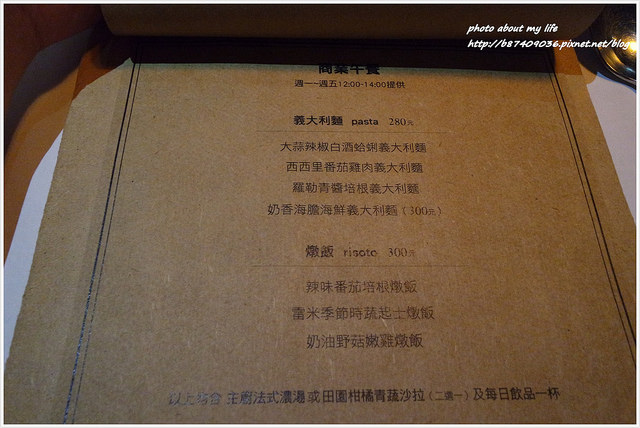 photo about my life
http://b87409036.pixnet.net/blog
商業午餐
週一~週五12:00-14:00提供
義大利麵 pasta 280元
大蒜辣椒白酒蛤蜊義大利麵
西西里番茄雞肉義大利麵
羅勒青醬培根義大利麵
奶香海膽海鮮義大利麵（300元）
燉飯 risoto 300元
辣味番茄培根燉飯
雷米季節時蔬起士燉飯
奶油野菇嫩雞燉飯
以上均含 主廚法式濃湯 或 田園柑橘青蔬沙拉（二選一）及每日飲品一杯